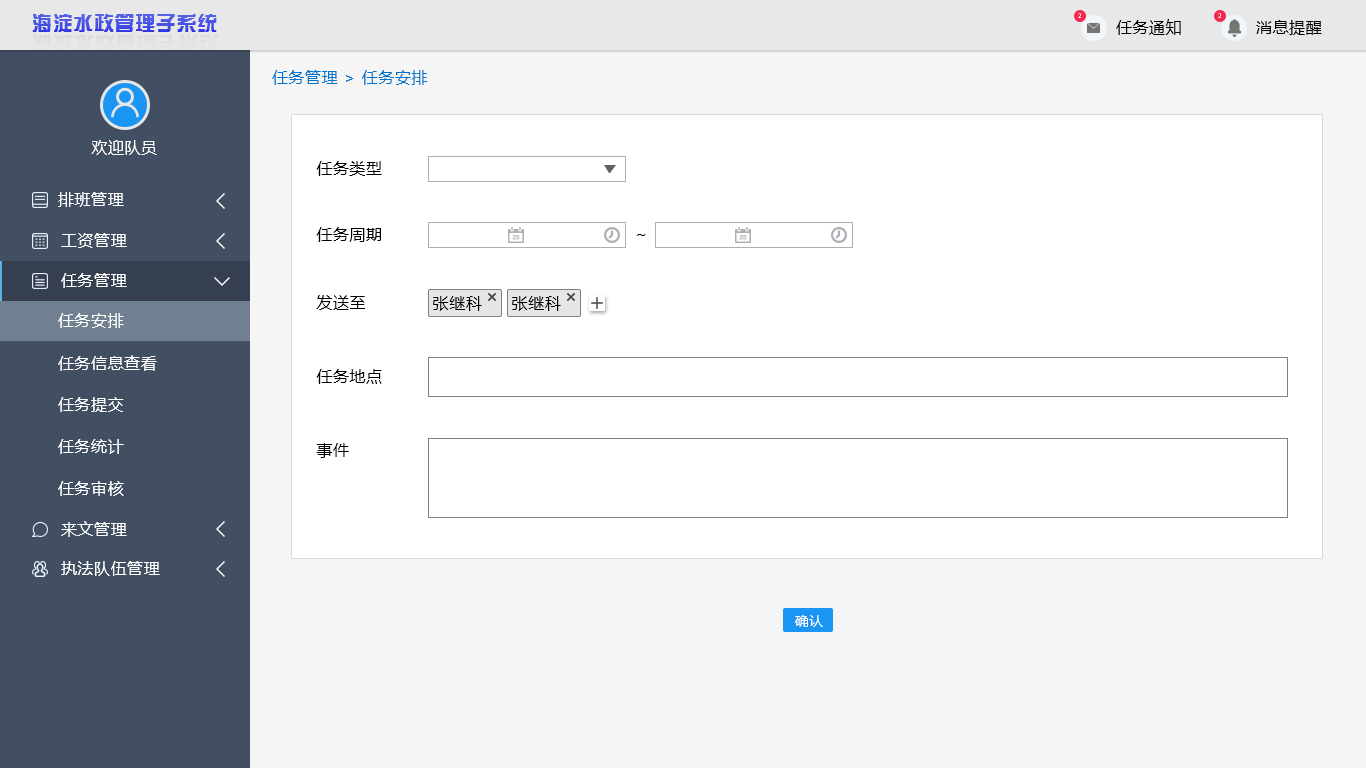 海淀水政管理子系统
2 任务通知 2 消息提醒
任务管理 > 任务安排
欢迎队员
排班管理
工资管理
任务管理
任务安排
任务信息查看
任务提交
任务统计
任务审核
来文管理
执法队伍管理
任务类型
任务周期 25 ~ 25
发送至 张继科 × 张继科 × +
任务地点
事件
确认